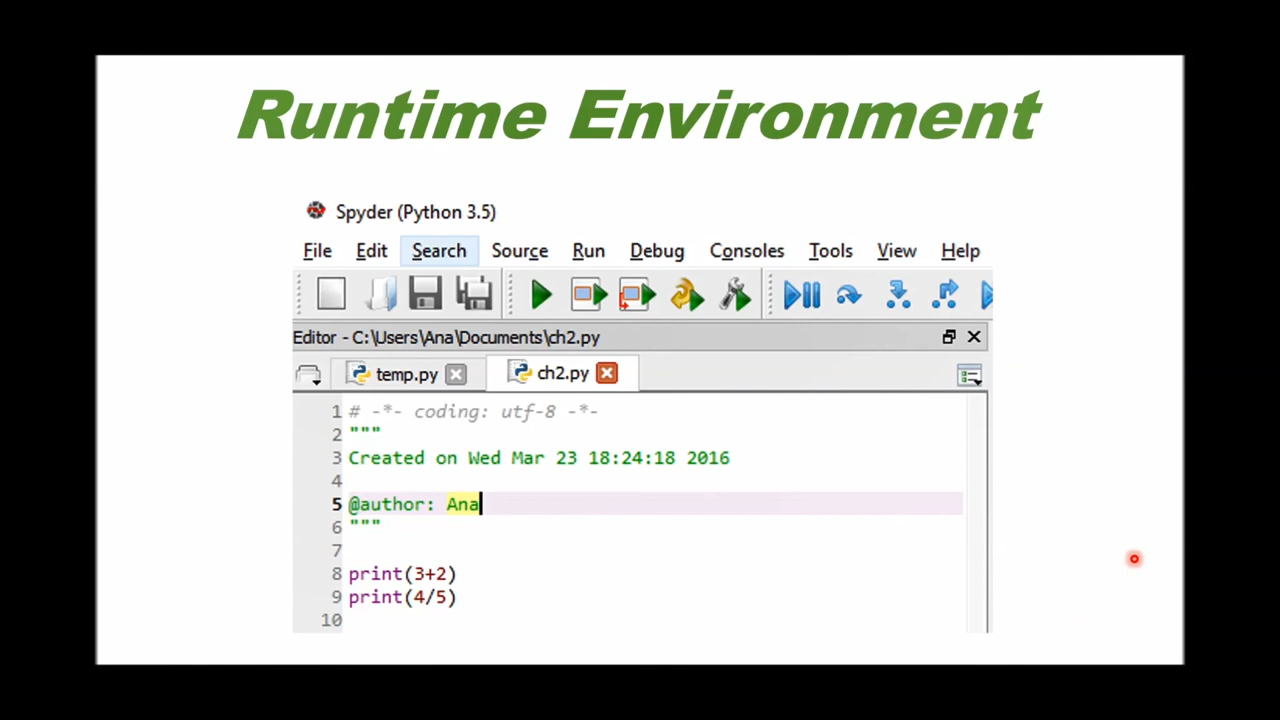 Runtime Environment
Spyder (Python 3.5)
File Edit Search Source Run Debug Consoles Tools View Help
Editor - C:\Users\Ana\Documents\ch2.py
temp.py ch2.py
1 # -*- coding: utf-8 -*-
2 """
3 Created on Wed Mar 23 18:24:18 2016
4
5 @author: Ana
6 """
7
8 print(3+2)
9 print(4/5)
10